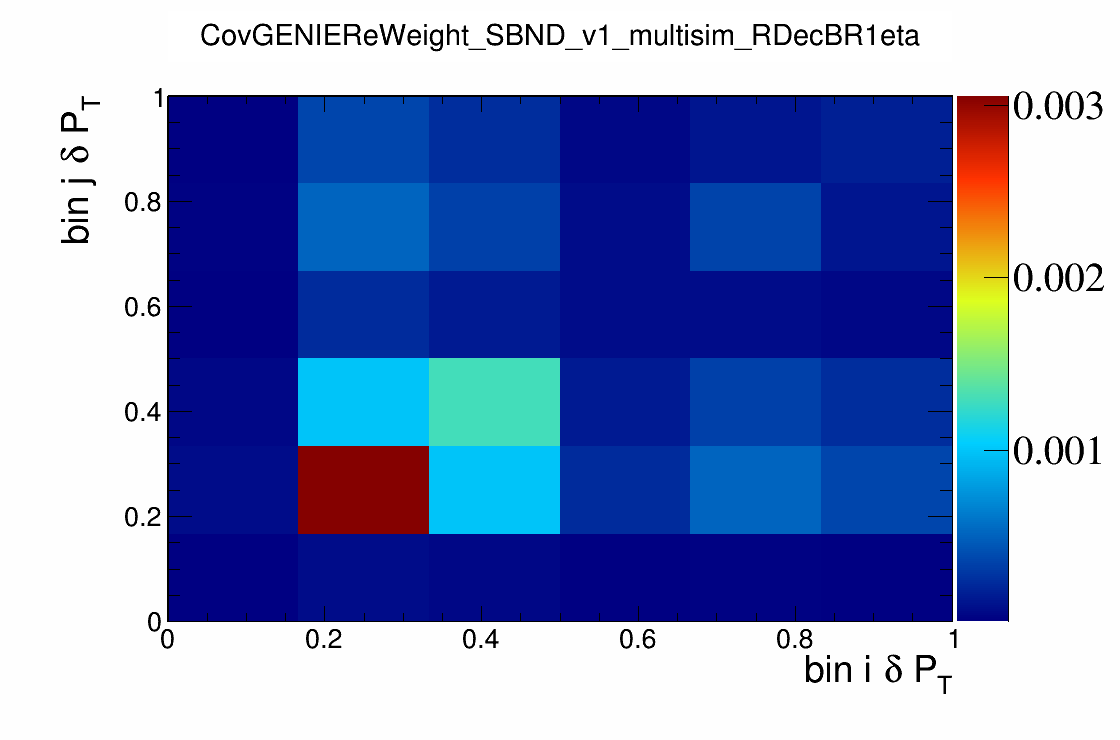 CovGENIEReWeight_SBND_v1_multisim_RDecBR1eta
bin j δ P_T
1
0.8
0.6
0.4
0.2
0
0 0.2 0.4 0.6 0.8 1
bin i δ P_T
0.003
0.002
0.001